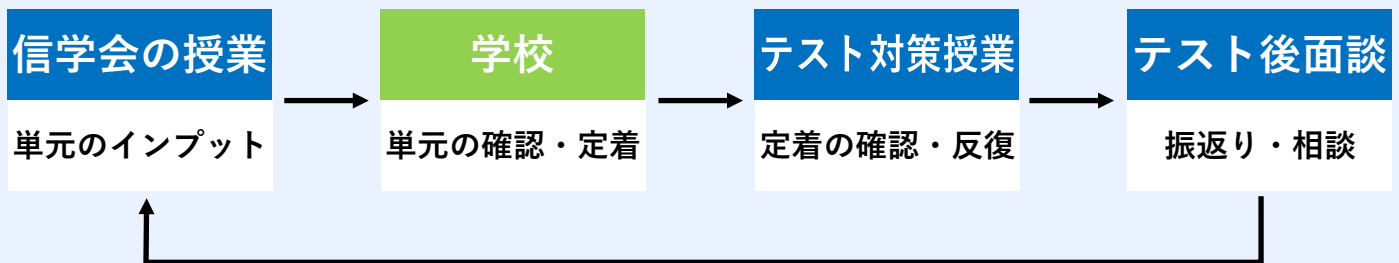 信学会の授業
単元のインプット
学校
単元の確認・定着
テスト対策授業
定着の確認・反復
テスト後面談
振返り・相談